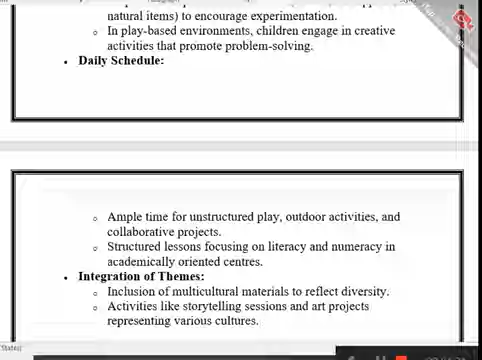 natural items) to encourage experimentation.
o In play-based environments, children engage in creative
activities that promote problem-solving.
• Daily Schedule:
o Ample time for unstructured play, outdoor activities, and
collaborative projects.
o Structured lessons focusing on literacy and numeracy in
academically oriented centres.
• Integration of Themes:
o Inclusion of multicultural materials to reflect diversity.
o Activities like storytelling sessions and art projects
representing various cultures.
States)